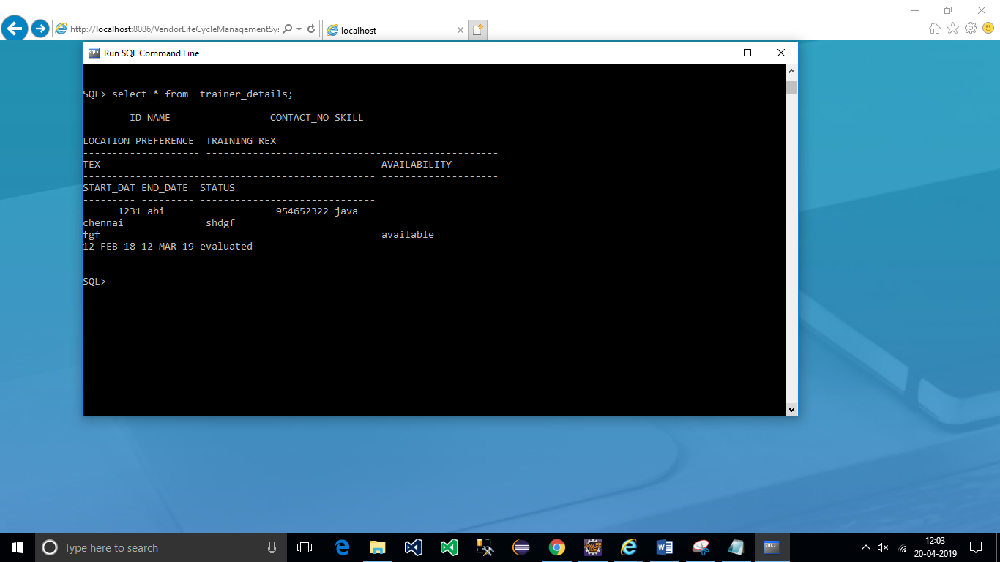 http://localhost:8086/VendorLifeCycleManagementSy
localhost
Run SQL Command Line
SQL> select * from  trainer_details;
        ID NAME                 CONTACT_NO SKILL
---------- -------------------- ---------- --------------------
LOCATION_PREFERENCE  TRAINING_REX
-------------------- --------------------------------------------------
TEX                                                AVAILABILITY
-------------------------------------------------- --------------------
START_DAT END_DATE  STATUS
--------- --------- ------------------------------
      1231 abi                   954652322 java
chennai              shdgf
fgf                                                available
12-FEB-18 12-MAR-19 evaluated
SQL>
Type here to search
12:03
20-04-2019